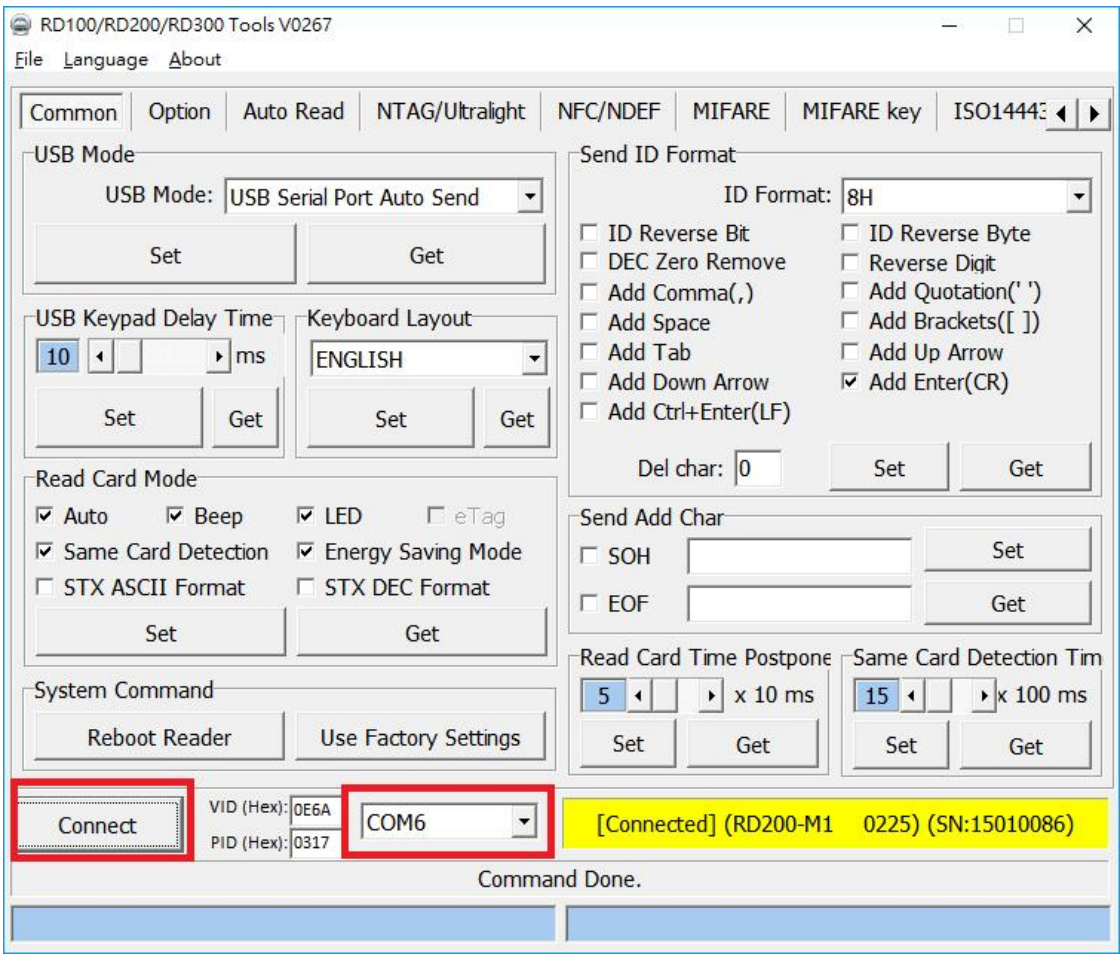 RD100/RD200/RD300 Tools V0267
File Language About
Common Option Auto Read NTAG/Ultralight NFC/NDEF MIFARE MIFARE key ISO14443
USB Mode
USB Mode: USB Serial Port Auto Send
Set Get
USB Keypad Delay Time
10 ms
Set Get
Keyboard Layout
ENGLISH
Set Get
Read Card Mode
Auto Beep LED eTag
Same Card Detection Energy Saving Mode
STX ASCII Format STX DEC Format
Set Get
System Command
Reboot Reader Use Factory Settings
Send ID Format
ID Format: 8H
ID Reverse Bit ID Reverse Byte
DEC Zero Remove Reverse Digit
Add Comma(,) Add Quotation(' ')
Add Space Add Brackets([ ])
Add Tab Add Up Arrow
Add Down Arrow Add Enter(CR)
Add Ctrl+Enter(LF)
Del char: 0 Set Get
Send Add Char
SOH Set
EOF Get
Read Card Time Postpone
5 x 10 ms
Set Get
Same Card Detection Tim
15 x 100 ms
Set Get
Connect
VID (Hex): 0E6A
PID (Hex): 0317
COM6
[Connected] (RD200-M1 0225) (SN:15010086)
Command Done.